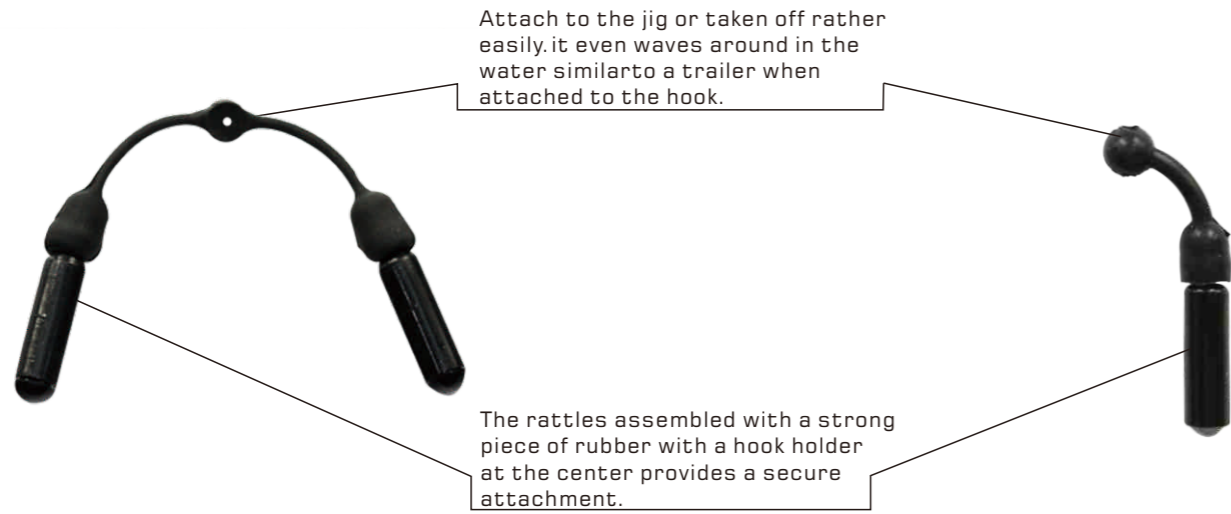 Attach to the jig or taken off rather
easily.it even waves around in the
water similarto a trailer when
attached to the hook.
The rattles assembled with a strong
piece of rubber with a hook holder
at the center provides a secure
attachment.